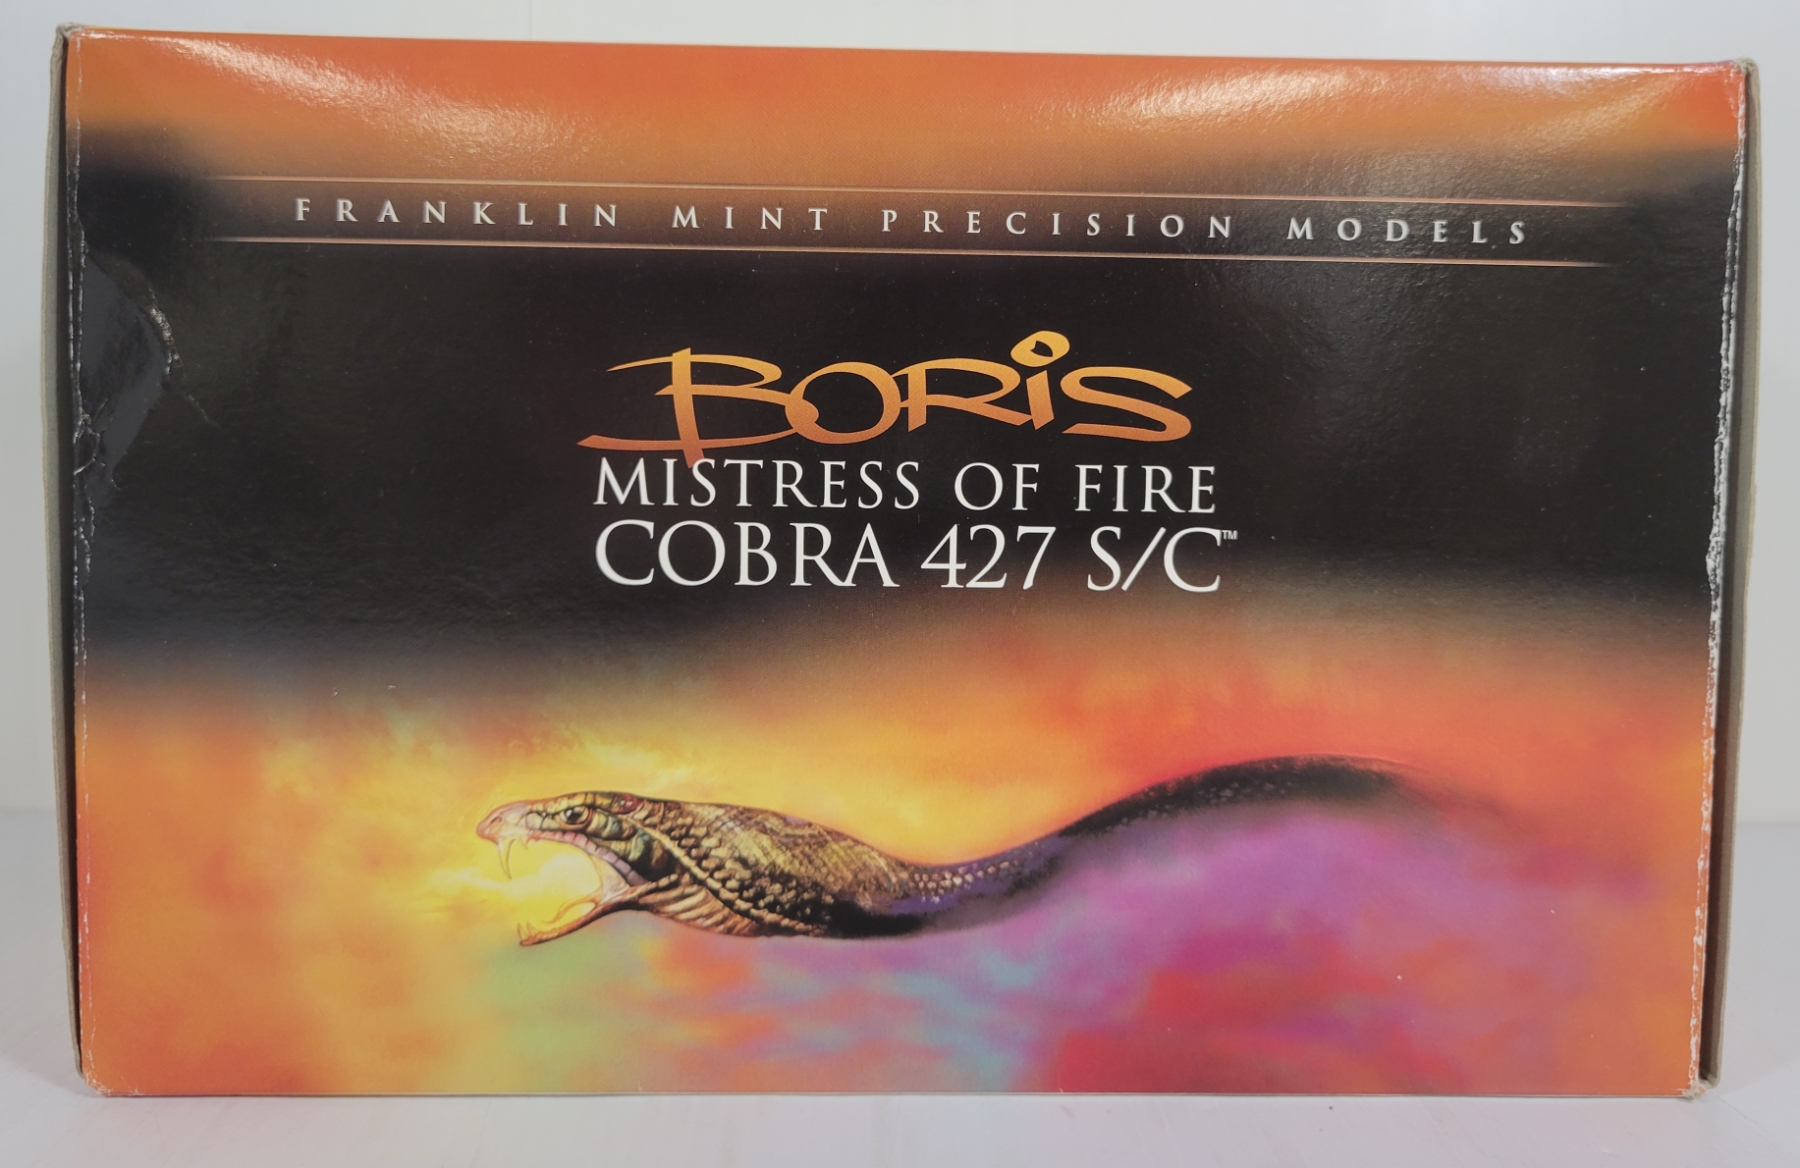 FRANKLIN MINT PRECISION MODELS
BORiS
MISTRESS OF FIRE
COBRA 427 S/C™